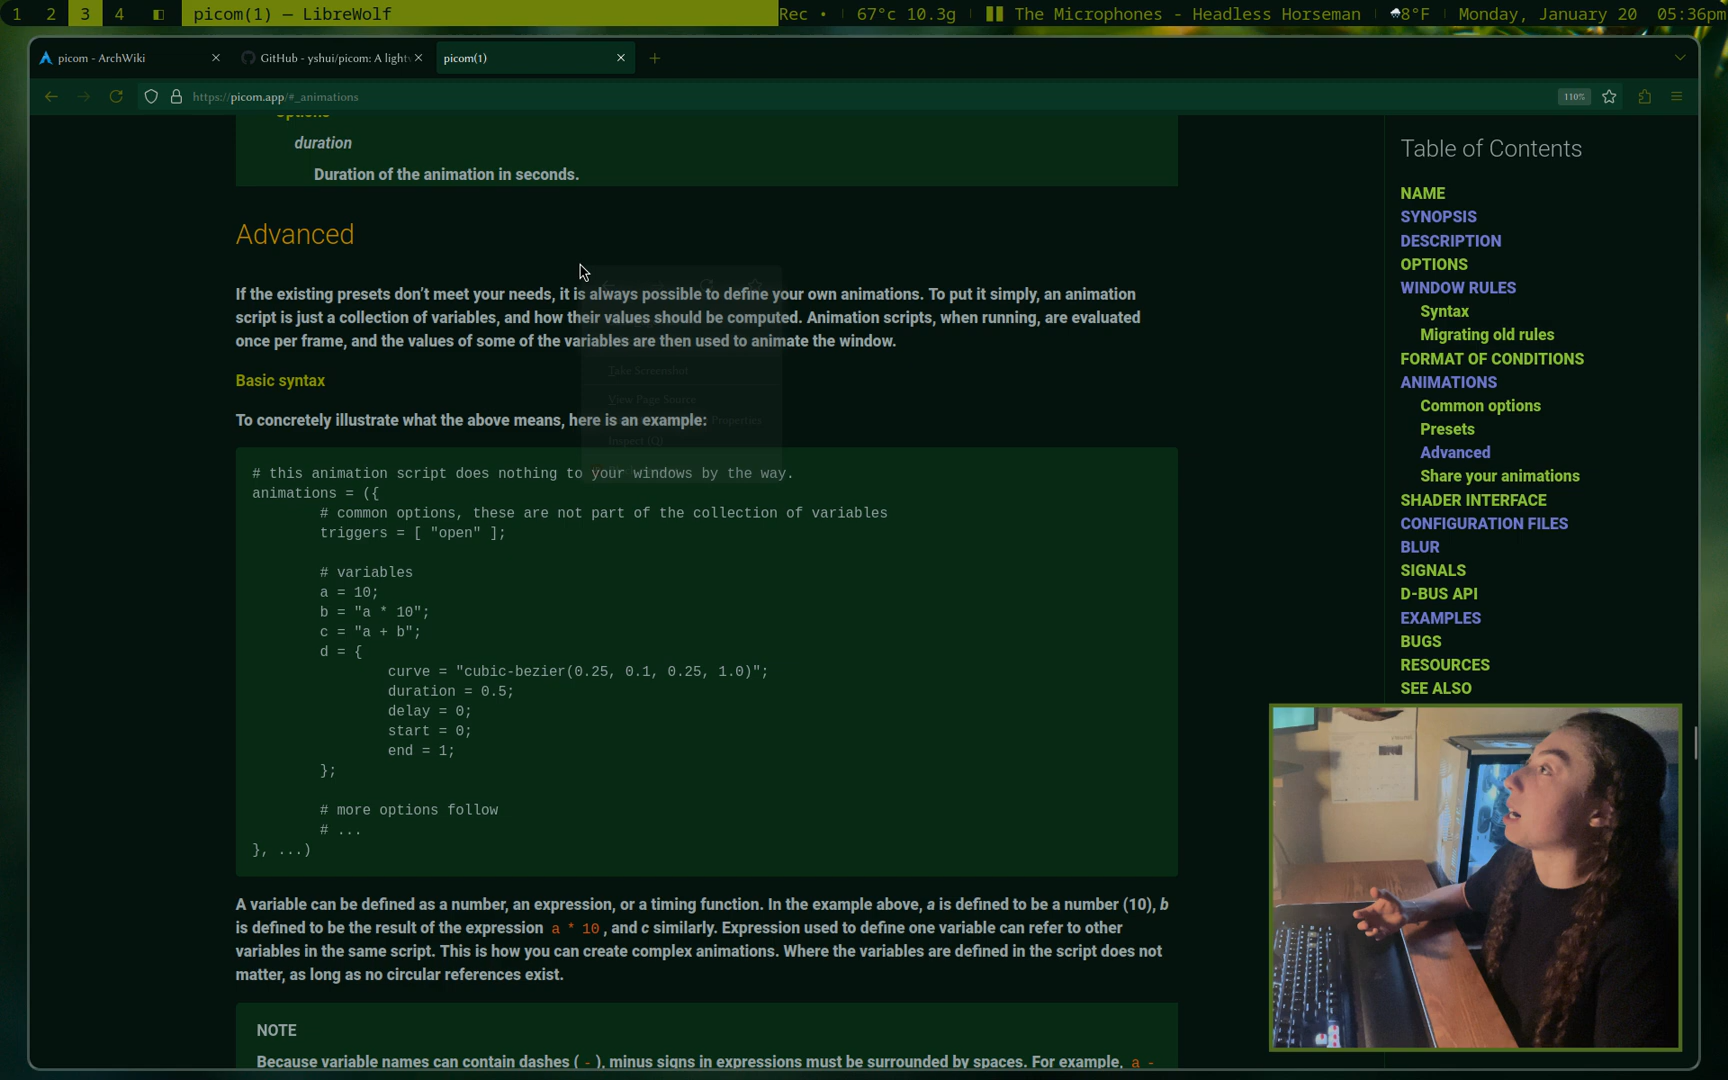 1 2 3 4 picom(1) — LibreWolf Rec • 67°c 10.3g The Microphones - Headless Horseman 8°F Monday, January 20 05:36pm
picom - ArchWiki
GitHub - yshui/picom: A light
picom(1)
https://picom.app/#_animations
110%
Options
duration
Duration of the animation in seconds.
Advanced
If the existing presets don’t meet your needs, it is always possible to define your own animations. To put it simply, an animation
script is just a collection of variables, and how their values should be computed. Animation scripts, when running, are evaluated
once per frame, and the values of some of the variables are then used to animate the window.
Take Screenshot
View Page Source
Properties
Inspect (Q)
Basic syntax
To concretely illustrate what the above means, here is an example:
# this animation script does nothing to your windows by the way.
animations = ({
# common options, these are not part of the collection of variables
triggers = [ "open" ];
# variables
a = 10;
b = "a * 10";
c = "a + b";
d = {
curve = "cubic-bezier(0.25, 0.1, 0.25, 1.0)";
duration = 0.5;
delay = 0;
start = 0;
end = 1;
};
# more options follow
# ...
}, ...)
A variable can be defined as a number, an expression, or a timing function. In the example above, a is defined to be a number (10), b
is defined to be the result of the expression a * 10 , and c similarly. Expression used to define one variable can refer to other
variables in the same script. This is how you can create complex animations. Where the variables are defined in the script does not
matter, as long as no circular references exist.
NOTE
Because variable names can contain dashes ( - ), minus signs in expressions must be surrounded by spaces. For example, a -
Table of Contents
NAME
SYNOPSIS
DESCRIPTION
OPTIONS
WINDOW RULES
Syntax
Migrating old rules
FORMAT OF CONDITIONS
ANIMATIONS
Common options
Presets
Advanced
Share your animations
SHADER INTERFACE
CONFIGURATION FILES
BLUR
SIGNALS
D-BUS API
EXAMPLES
BUGS
RESOURCES
SEE ALSO